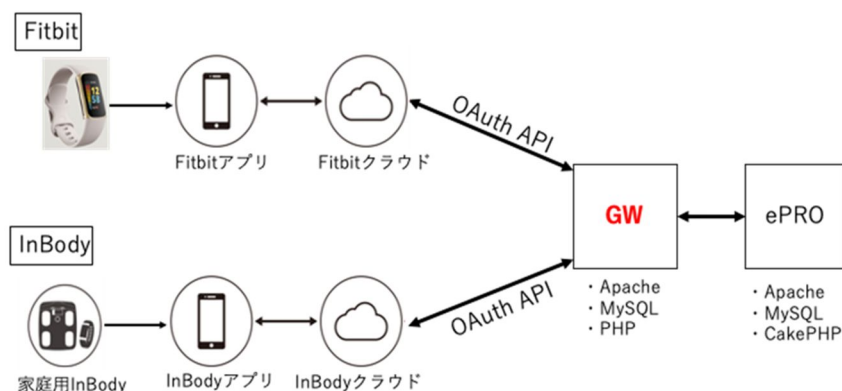 Fitbit
Fitbitアプリ
Fitbitクラウド
OAuth API
InBody
家庭用InBody
InBodyアプリ
InBodyクラウド
OAuth API
GW
・Apache
・MySQL
・PHP
ePRO
・Apache
・MySQL
・CakePHP